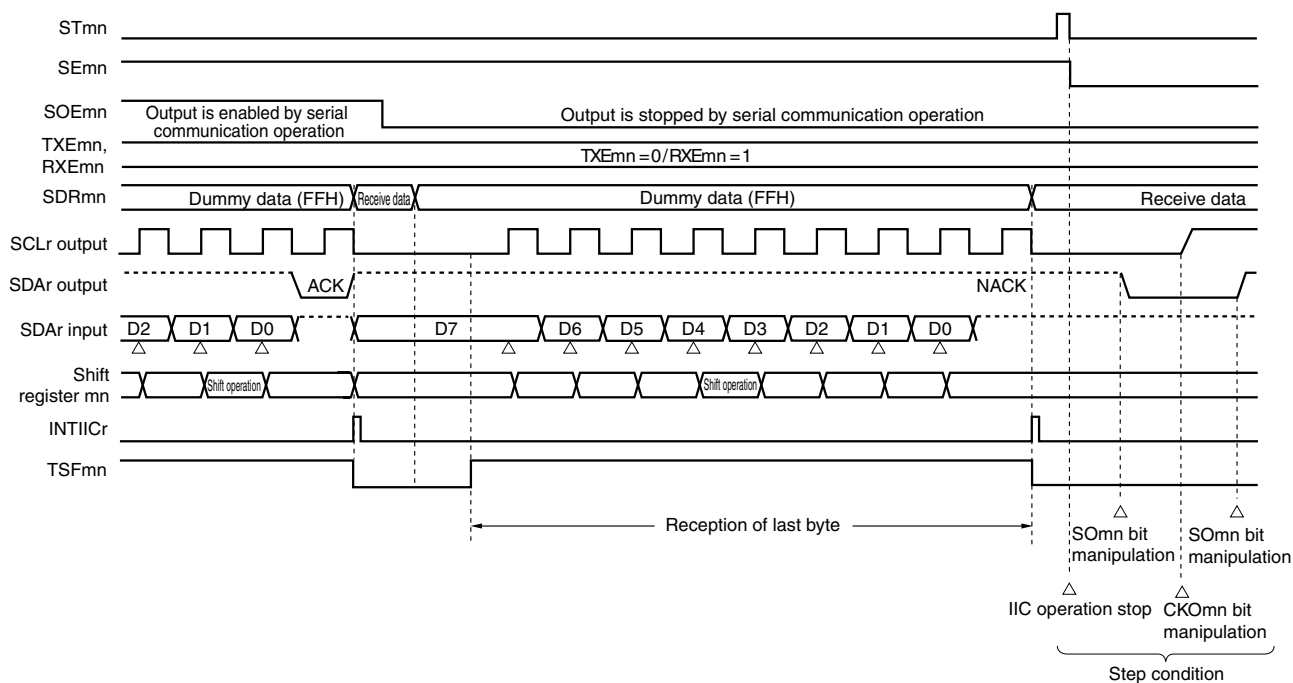 STmn
SEmn
SOEmn
Output is enabled by serial
communication operation
Output is stopped by serial communication operation
TXEmn,
RXEmn
TXEmn=0/RXEmn=1
SDRmn
Dummy data (FFH)
Receive data
Dummy data (FFH)
Receive data
SCLr output
SDAr output
ACK
NACK
SDAr input
D2
D1
D0
D7
D6
D5
D4
D3
D2
D1
D0
Shift
register mn
Shift operation
Shift operation
INTIICr
TSFmn
Reception of last byte
SOmn bit
manipulation
SOmn bit
manipulation
IIC operation stop
CKOmn bit
manipulation
Step condition